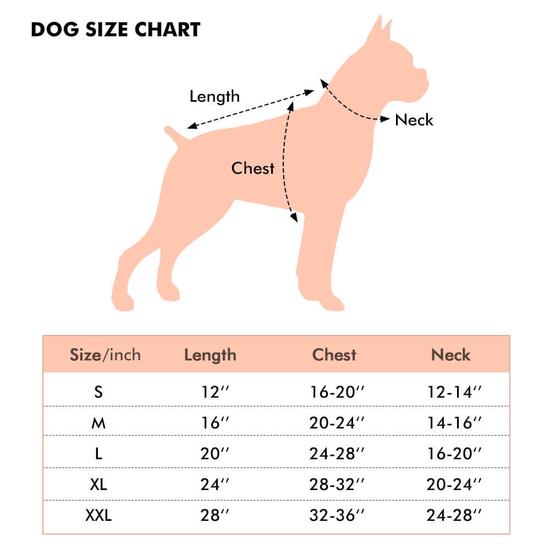 DOG SIZE CHART
Length
Neck
Chest
Size/inch Length Chest Neck
S 12’’ 16-20’’ 12-14’’
M 16’’ 20-24’’ 14-16’’
L 20’’ 24-28’’ 16-20’’
XL 24’’ 28-32’’ 20-24’’
XXL 28’’ 32-36’’ 24-28’’